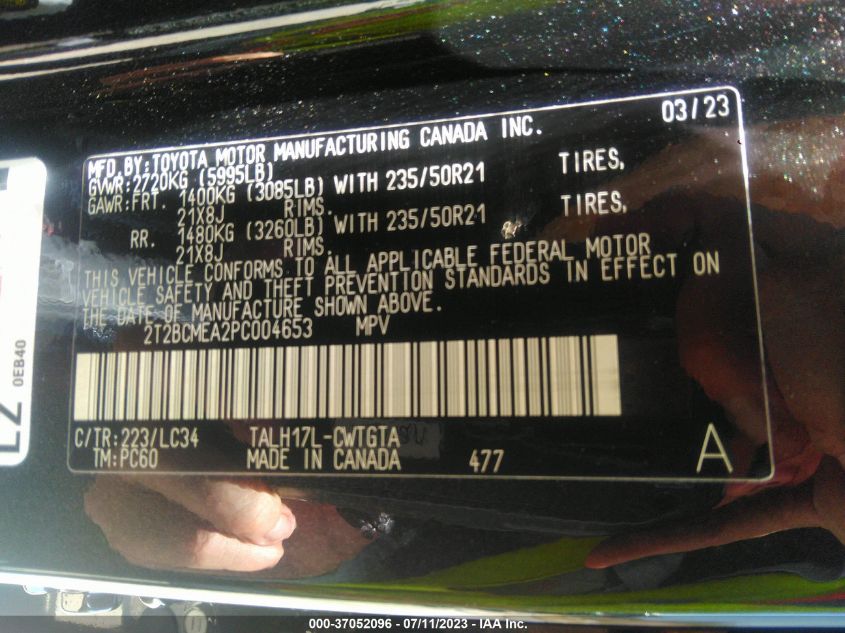 03/23
MFD. BY: TOYOTA MOTOR MANUFACTURING CANADA INC.
GVWR: 2720KG (5995LB)
GAWR: FRT. 1400KG (3085LB) WITH 235/50R21 TIRES,
21X8J RIMS.
RR. 1480KG (3260LB) WITH 235/50R21 TIRES,
21X8J RIMS.
THIS VEHICLE CONFORMS TO ALL APPLICABLE FEDERAL MOTOR
VEHICLE SAFETY AND THEFT PREVENTION STANDARDS IN EFFECT ON
THE DATE OF MANUFACTURE SHOWN ABOVE.
2T2BCMEA2PC004653 MPV
C/TR: 223/LC34 TALH17L-CWTGTA
TM: PC60 MADE IN CANADA 477 A
0EB40
000-37052096 - 07/11/2023 - IAA Inc.